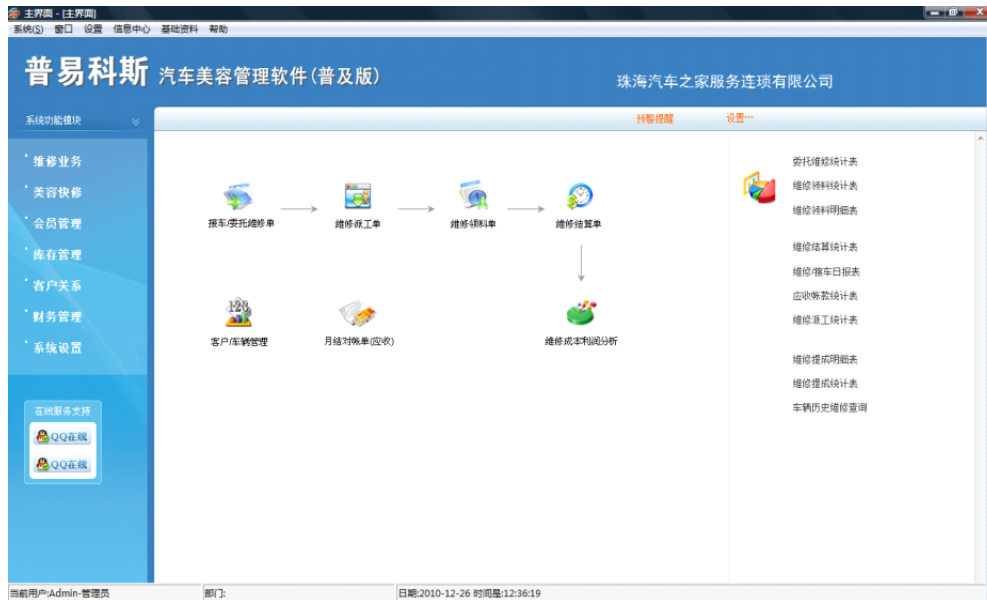 主界面 - [主界面]
系统(S) 窗口 设置 信息中心 基础资料 帮助
普易科斯 汽车美容管理软件(普及版)
珠海汽车之家服务连琐有限公司
系统功能模块
预警提醒 设置…
维修业务
美容快修
会员管理
库存管理
客户关系
财务管理
系统设置
在线服务支持
QQ在线
QQ在线
接车/委托维修单 维修派工单 维修领料单 维修结算单
客户/车辆管理 月结对帐单(应收) 维修成本利润分析
委托维修统计表
维修领料统计表
维修领料明细表
维修结算统计表
维修/接车日报表
应收帐款统计表
维修派工统计表
维修提成明细表
维修提成统计表
车辆历史维修查询
当前用户:Admin-管理员 部门: 日期:2010-12-26 时间是:12:36:19